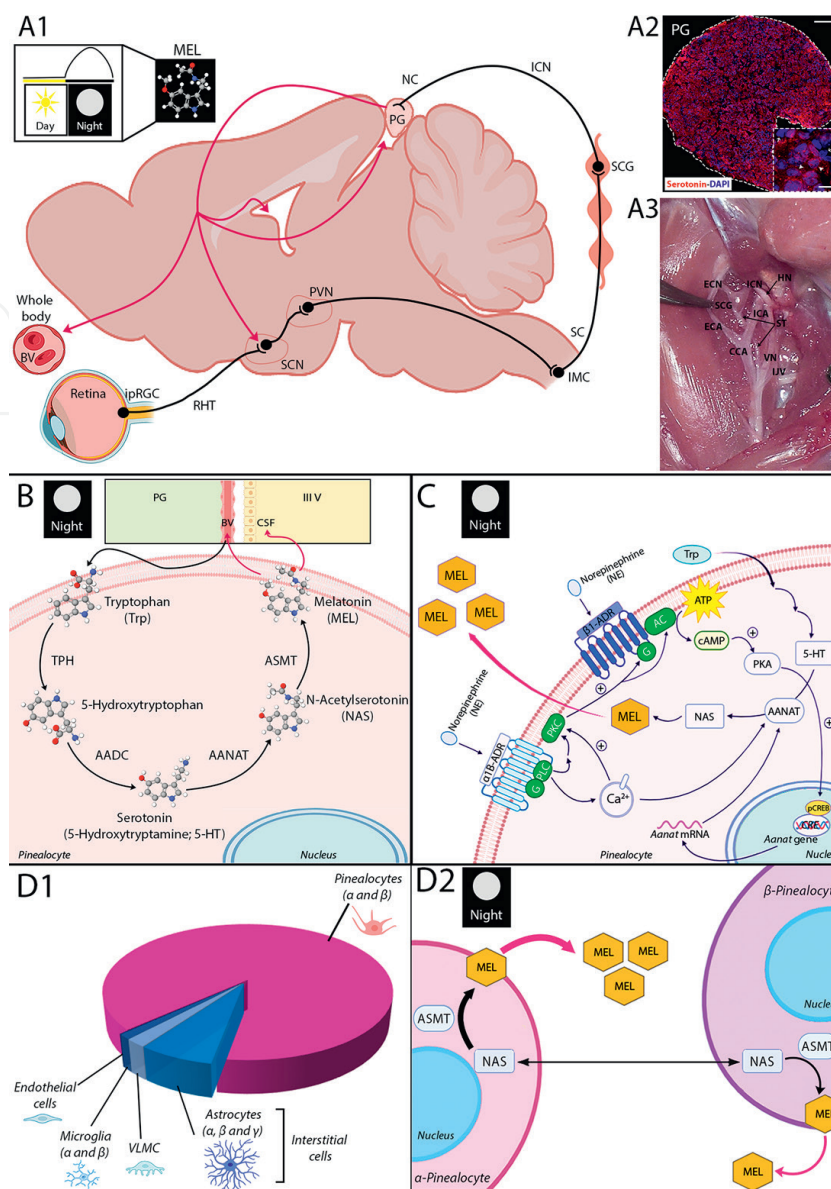 A1
MEL
Day
Night
NC
ICN
PG
SCG
PVN
SCN
SC
IMC
Whole
body
BV
Retina
ipRGC
RHT
A2
PG
Serotonin-DAPI
A3
ECN
ICN
HN
SCG
ICA
ECA
ST
CCA
VN
IJV
B
Night
PG
BV
CSF
III V
Tryptophan
(Trp)
Melatonin
(MEL)
TPH
ASMT
5-Hydroxytryptophan
N-Acetylserotonin
(NAS)
AADC
AANAT
Serotonin
(5-Hydroxytryptamine; 5-HT)
Pinealocyte
Nucleus
C
Night
MEL
MEL
MEL
Norepinephrine
(NE)
Trp
β1-ADR
AC
ATP
G
cAMP
+
PKA
5-HT
+
Norepinephrine
(NE)
PKC
MEL
NAS
AANAT
α1B-ADR
PLC
G
+
Ca2+
+
Aanat mRNA
pCREB
CRE
Aanat gene
Pinealocyte
Nucle
D1
Pinealocytes
(α and β)
Endothelial
cells
Microglia
(α and β)
VLMC
Astrocytes
(α, β and γ)
Interstitial
cells
D2
Night
β-Pinealocyt
MEL
MEL
MEL
MEL
Nucle
ASMT
ASMT
NAS
NAS
MEL
Nucleus
MEL
α-Pinealocyte